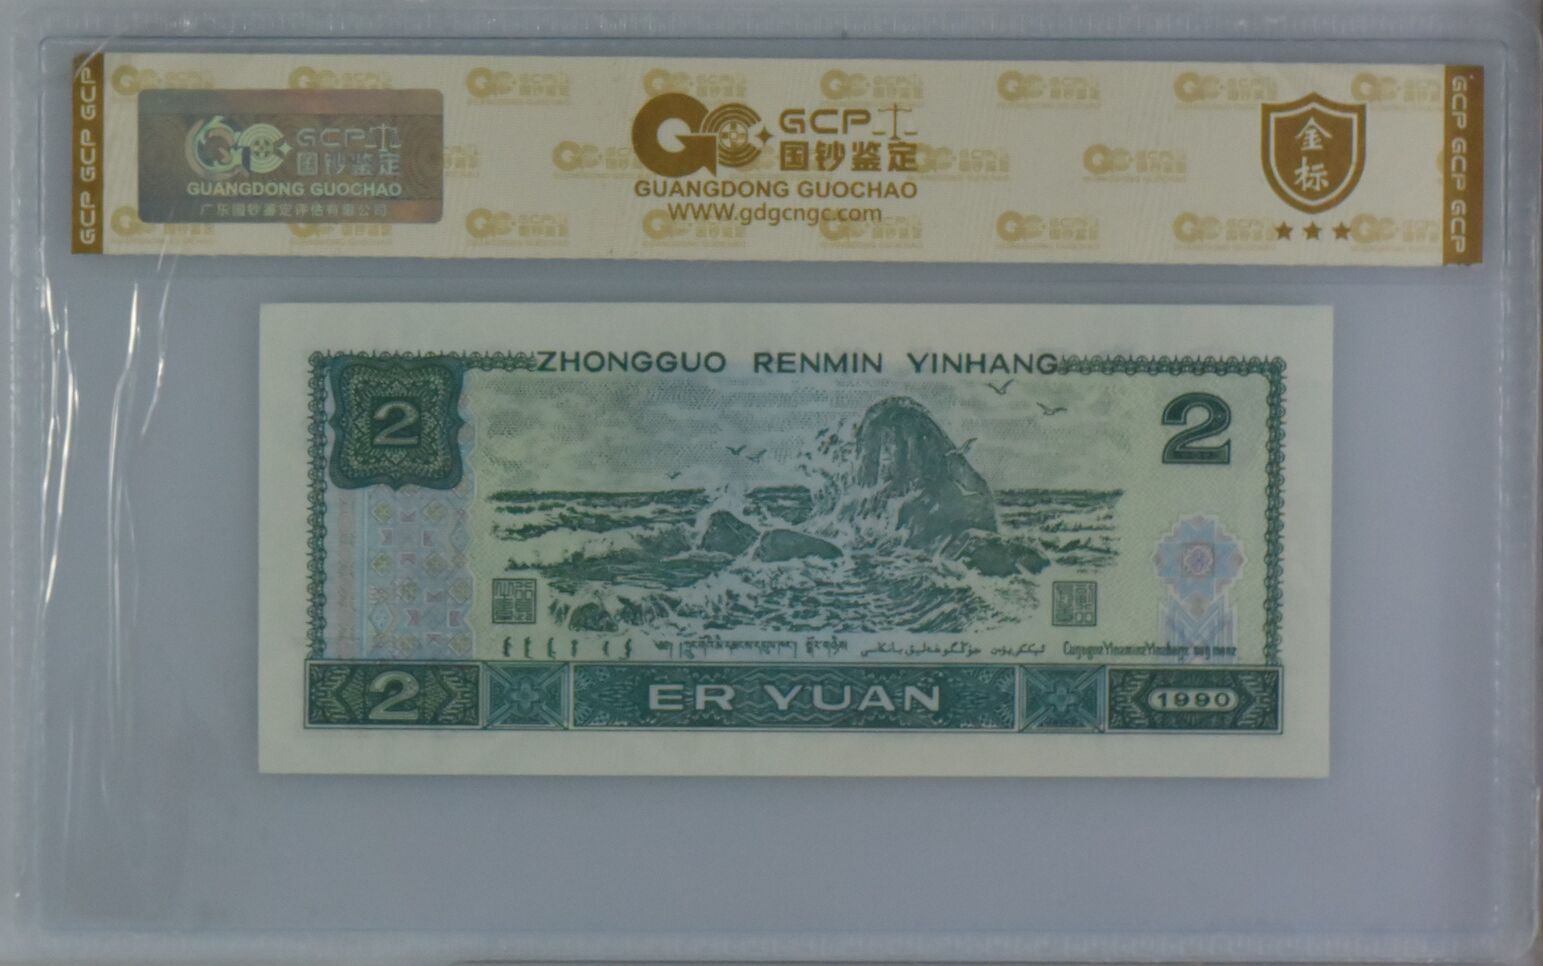 GCP GCP GCP
GCP
国钞鉴定
GUANGDONG GUOCHAO
广东国钞鉴定评估有限公司
GCP
国钞鉴定
GUANGDONG GUOCHAO
WWW.gdgcngc.com
金
标
GCP GCP GCP
ZHONGGUO RENMIN YINHANG
2
2
2
ER YUAN
1990